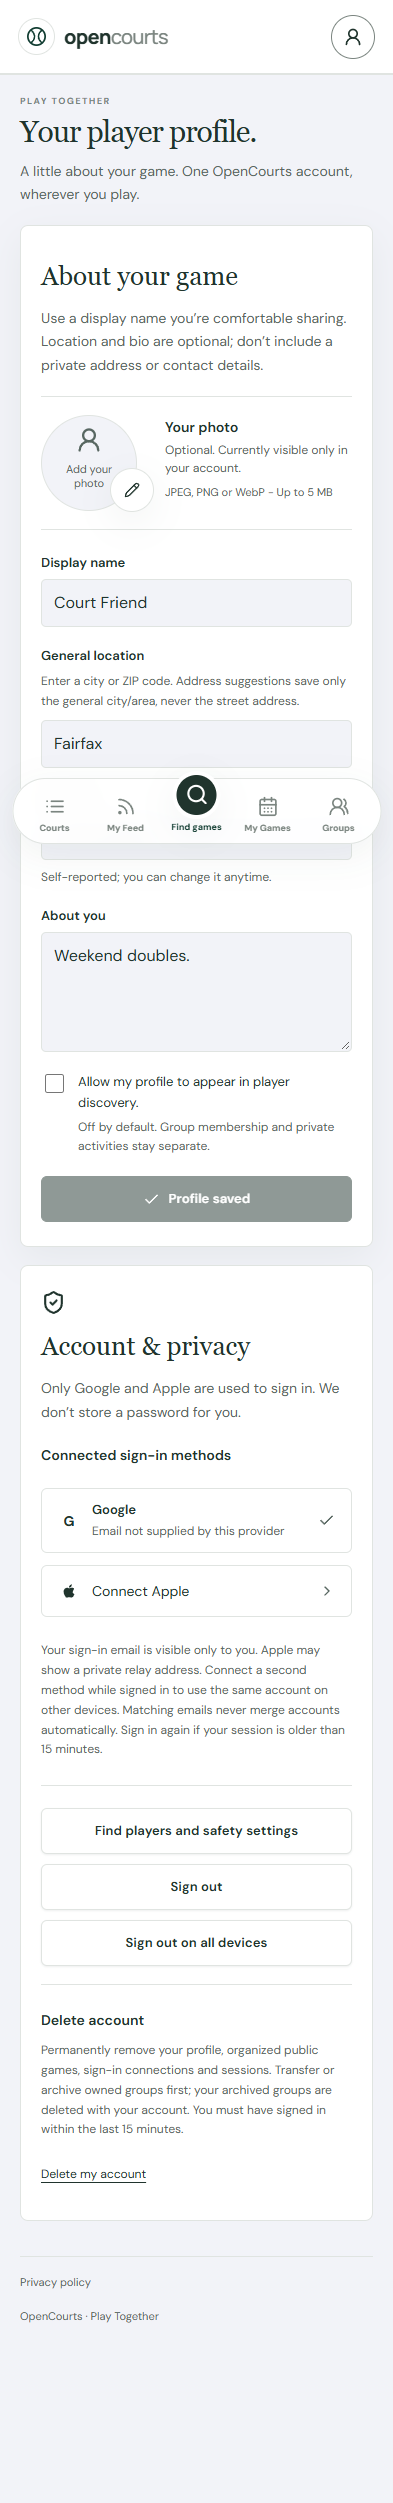 opencourts
PLAY TOGETHER
Your player profile.
A little about your game. One OpenCourts account,
wherever you play.
About your game
Use a display name you’re comfortable sharing.
Location and bio are optional; don’t include a
private address or contact details.
Add your
photo
Your photo
Optional. Currently visible only in
your account.
JPEG, PNG or WebP - Up to 5 MB
Display name
Court Friend
General location
Enter a city or ZIP code. Address suggestions save only
the general city/area, never the street address.
Fairfax
Courts
My Feed
Find games
My Games
Groups
Self-reported; you can change it anytime.
About you
Weekend doubles.
Allow my profile to appear in player
discovery.
Off by default. Group membership and private
activities stay separate.
Profile saved
Account & privacy
Only Google and Apple are used to sign in. We
don’t store a password for you.
Connected sign-in methods
G
Google
Email not supplied by this provider
Connect Apple
Your sign-in email is visible only to you. Apple may
show a private relay address. Connect a second
method while signed in to use the same account on
other devices. Matching emails never merge accounts
automatically. Sign in again if your session is older than
15 minutes.
Find players and safety settings
Sign out
Sign out on all devices
Delete account
Permanently remove your profile, organized public
games, sign-in connections and sessions. Transfer or
archive owned groups first; your archived groups are
deleted with your account. You must have signed in
within the last 15 minutes.
Delete my account
Privacy policy
OpenCourts · Play Together